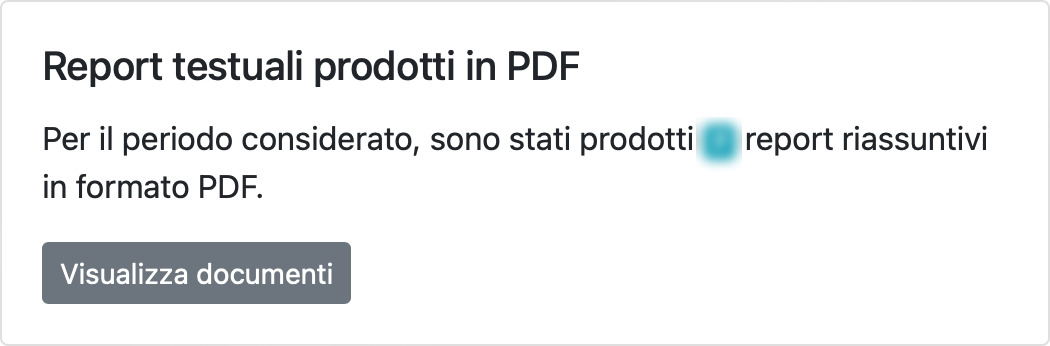 Report testuali prodotti in PDF
Per il periodo considerato, sono stati prodotti report riassuntivi
in formato PDF.
Visualizza documenti